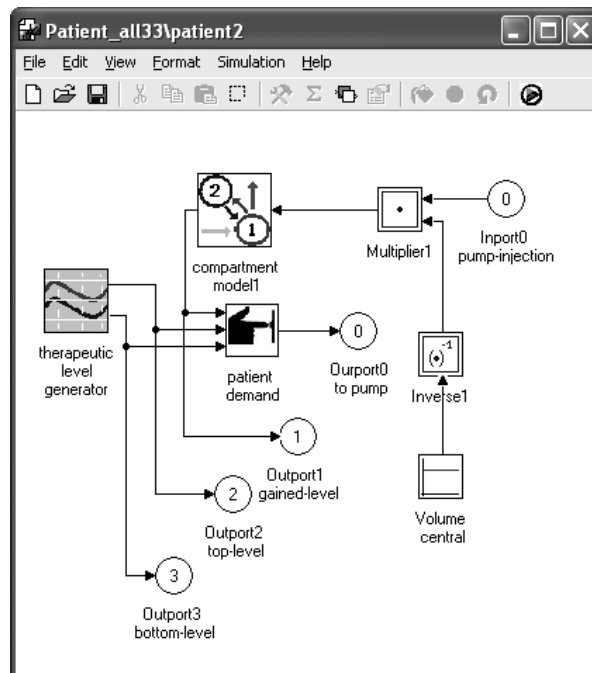 Patient_all33\patient2
File Edit View Format Simulation Help
2
1
compartment
model1
Multiplier1
0
Inport0
pump-injection
therapeutic
level
generator
patient
demand
0
Ourport0
to pump
(•)-1
Inverse1
1
Outport1
gained-level
2
Outport2
top-level
Volume
central
3
Outport3
bottom-level